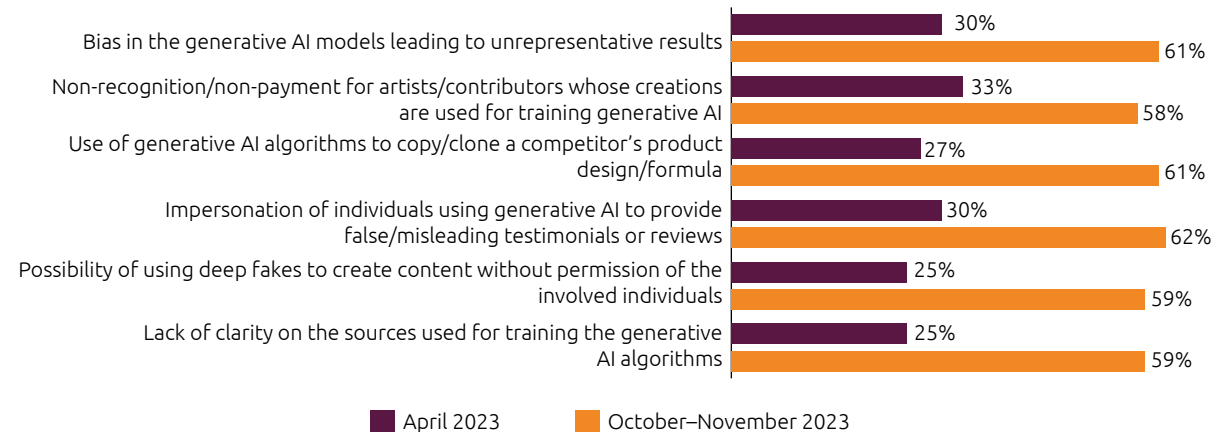 30%
Bias in the generative AI models leading to unrepresentative results
61%
Non-recognition/non-payment for artists/contributors whose creations
33%
are used for training generative AI
58%
Use of generative AI algorithms to copy/clone a competitor’s product
27%
design/formula
61%
Impersonation of individuals using generative AI to provide
30%
false/misleading testimonials or reviews
62%
Possibility of using deep fakes to create content without permission of the
25%
involved individuals
59%
Lack of clarity on the sources used for training the generative
25%
AI algorithms
59%
April 2023
October–November 2023